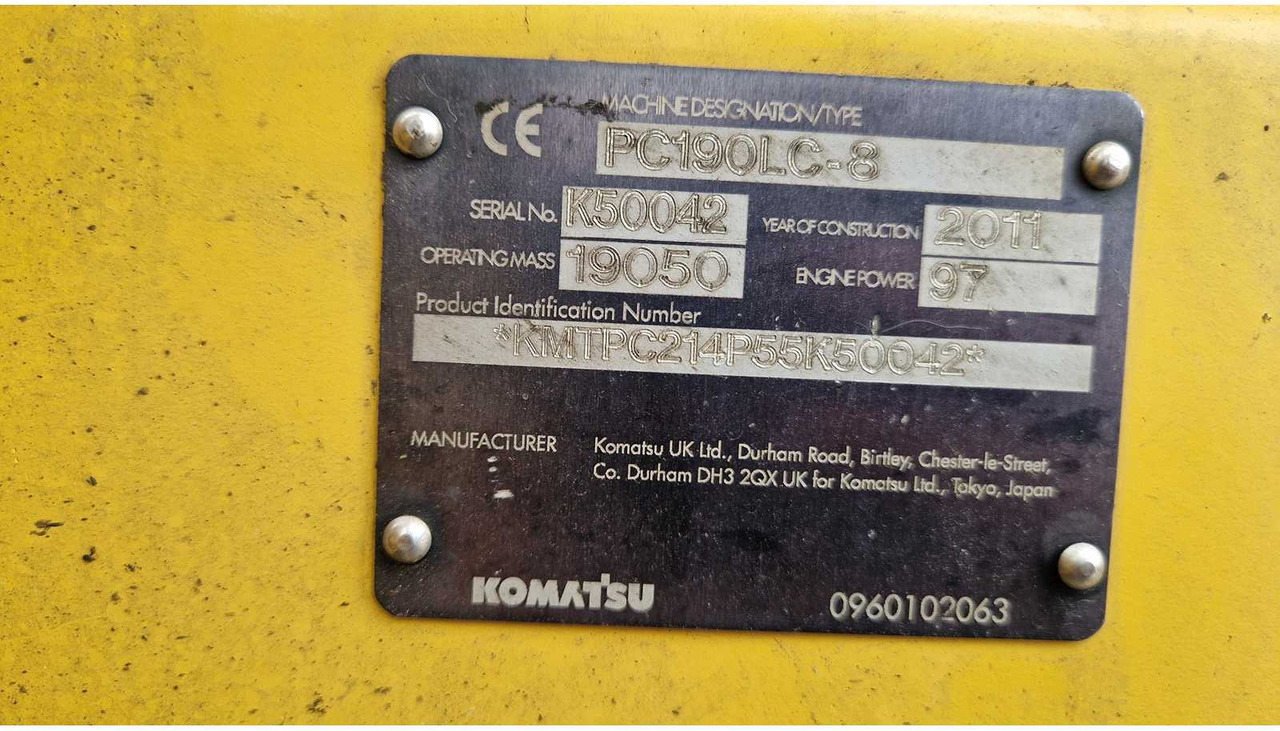 CE
MACHINE DESIGNATION/TYPE
PC190LC-8
SERIAL No. K50042 YEAR OF CONSTRUCTION 2011
OPERATING MASS 19050 ENGINE POWER 97
Product Identification Number
*KMTPC214P55K50042*
MANUFACTURER Komatsu UK Ltd., Durham Road, Birtley, Chester-le-Street,
Co. Durham DH3 2QX UK for Komatsu Ltd., Tokyo, Japan
KOMATSU 0960102063